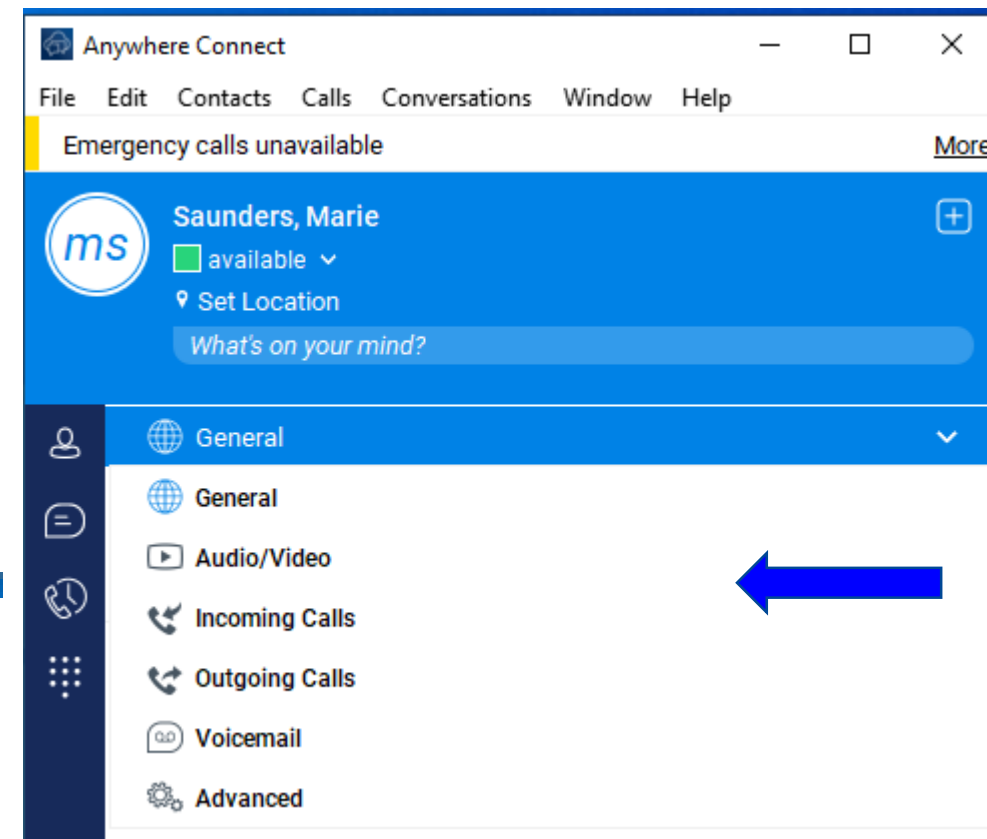 Anywhere Connect
File Edit Contacts Calls Conversations Window Help
Emergency calls unavailable More
ms
Saunders, Marie
available
Set Location
What's on your mind?
General
General
Audio/Video
Incoming Calls
Outgoing Calls
Voicemail
Advanced